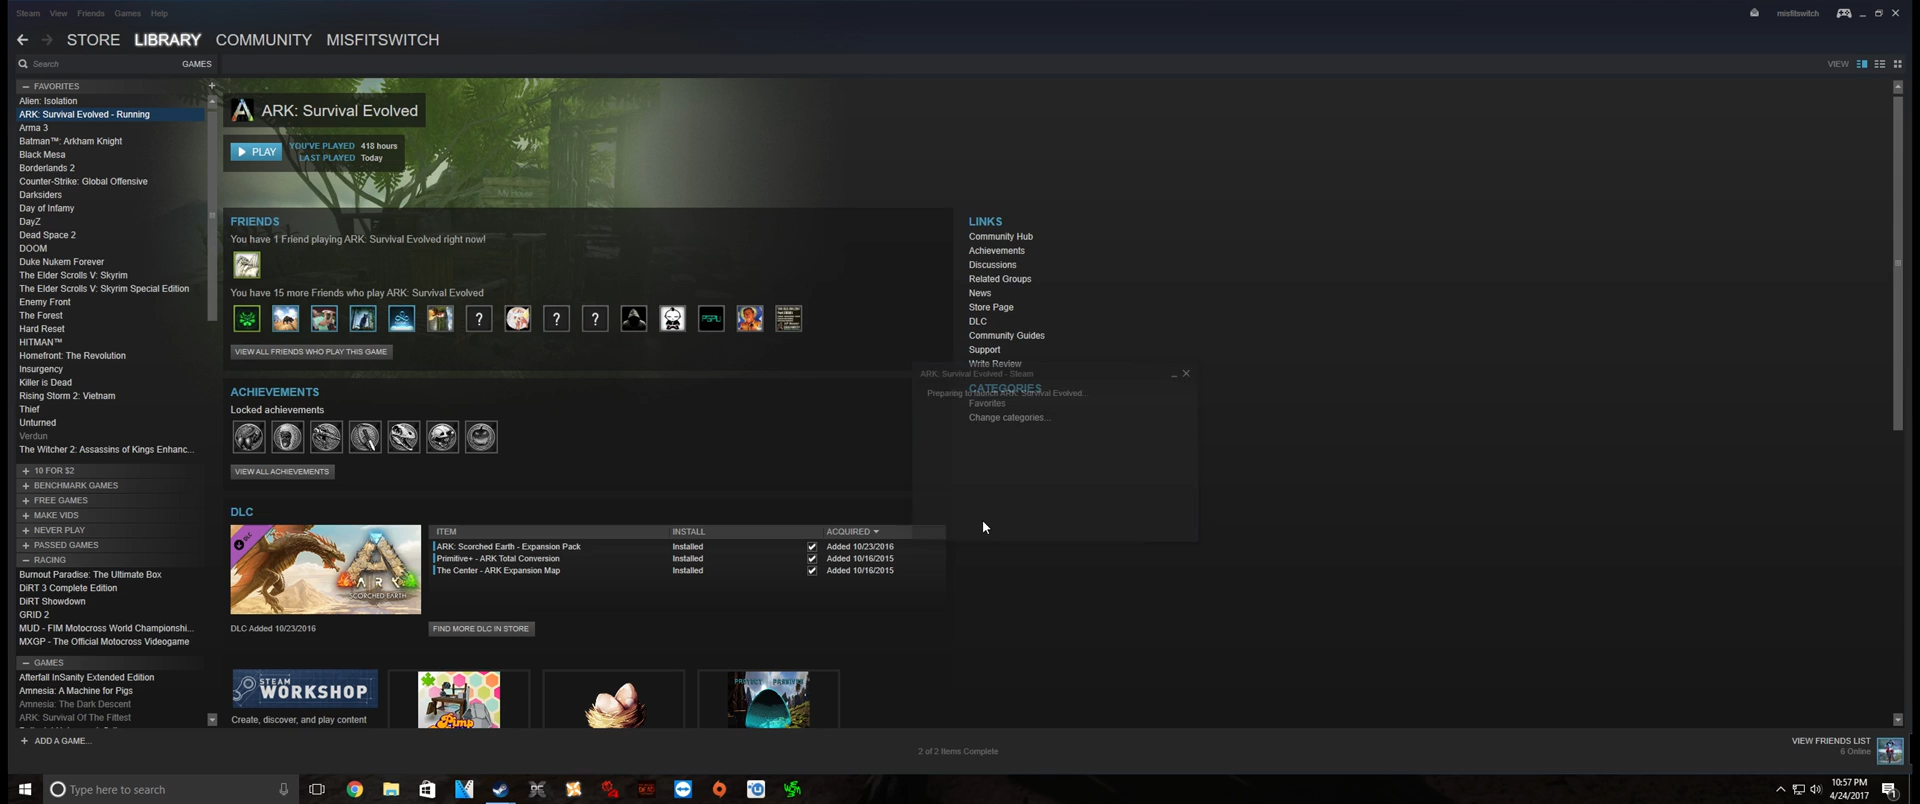 Steam View Friends Games Help
misfitswitch
STORE LIBRARY COMMUNITY MISFITSWITCH
Search GAMES
VIEW
— FAVORITES +
Alien: Isolation
ARK: Survival Evolved - Running
Arma 3
Batman™: Arkham Knight
Black Mesa
Borderlands 2
Counter-Strike: Global Offensive
Darksiders
Day of Infamy
DayZ
Dead Space 2
DOOM
Duke Nukem Forever
The Elder Scrolls V: Skyrim
The Elder Scrolls V: Skyrim Special Edition
Enemy Front
The Forest
Hard Reset
HITMAN™
Homefront: The Revolution
Insurgency
Killer is Dead
Rising Storm 2: Vietnam
Thief
Unturned
Verdun
The Witcher 2: Assassins of Kings Enhanc...
+ 10 FOR $2
+ BENCHMARK GAMES
+ FREE GAMES
+ MAKE VIDS
+ NEVER PLAY
+ PASSED GAMES
— RACING
Burnout Paradise: The Ultimate Box
DiRT 3 Complete Edition
DiRT Showdown
GRID 2
MUD - FIM Motocross World Championshi...
MXGP - The Official Motocross Videogame
— GAMES
Afterfall InSanity Extended Edition
Amnesia: A Machine for Pigs
Amnesia: The Dark Descent
ARK: Survival Of The Fittest
+ ADD A GAME...
ARK: Survival Evolved
PLAY
YOU'VE PLAYED 418 hours
LAST PLAYED Today
My House
FRIENDS
You have 1 Friend playing ARK: Survival Evolved right now!
You have 15 more Friends who play ARK: Survival Evolved
? ? ?
VIEW ALL FRIENDS WHO PLAY THIS GAME
ACHIEVEMENTS
Locked achievements
VIEW ALL ACHIEVEMENTS
DLC
DLC
ARK
SCORCHED EARTH
DLC Added 10/23/2016
ITEM INSTALL ACQUIRED
ARK: Scorched Earth - Expansion Pack Installed Added 10/23/2016
Primitive+ - ARK Total Conversion Installed Added 10/16/2015
The Center - ARK Expansion Map Installed Added 10/16/2015
FIND MORE DLC IN STORE
STEAM
WORKSHOP
Create, discover, and play content
Pimp
LINKS
Community Hub
Achievements
Discussions
Related Groups
News
Store Page
DLC
Community Guides
Support
Write Review
CATEGORIES
Favorites
Change categories...
ARK: Survival Evolved - Steam
Preparing to launch ARK: Survival Evolved...
2 of 2 Items Complete
VIEW FRIENDS LIST
6 Online
Type here to search
10:57 PM
4/24/2017
1